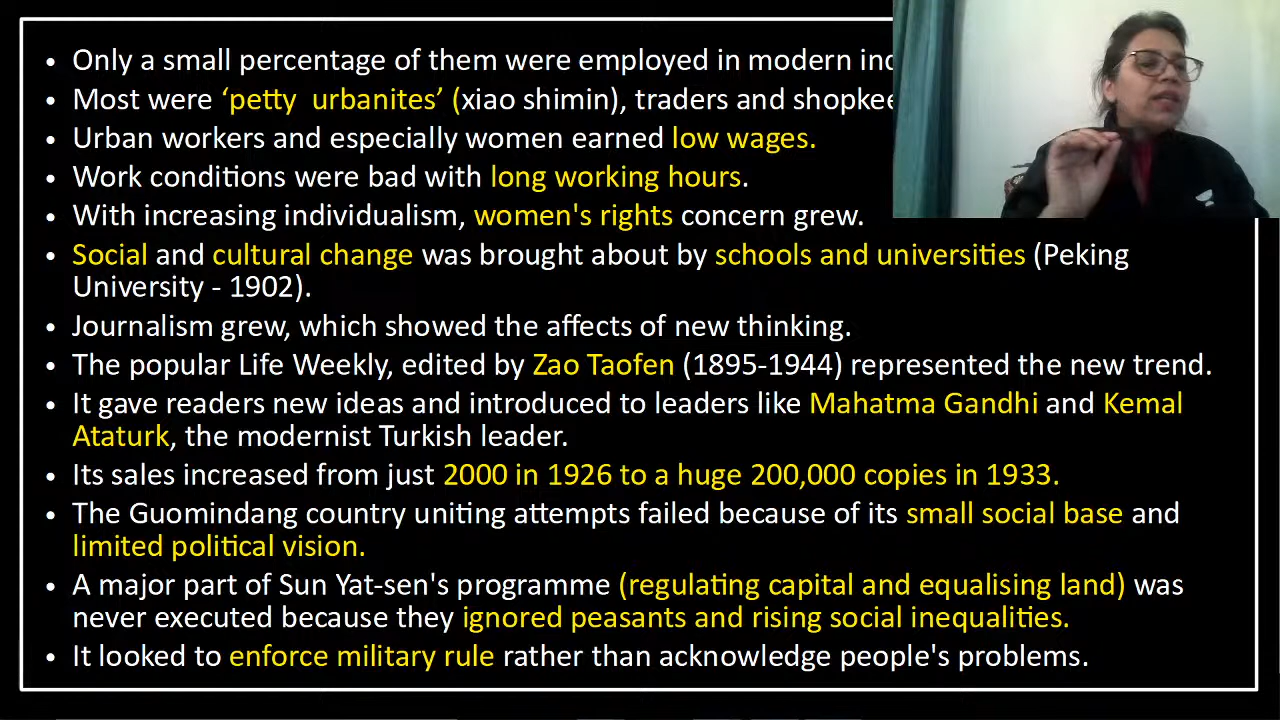 Only a small percentage of them were employed in modern
Most were ‘petty urbanites’ (xiao shimin), traders and
Urban workers and especially women earned low wages.
Work conditions were bad with long working hours.
With increasing individualism, women's rights concern grew.
Social and cultural change was brought about by schools and universities (Peking
University - 1902).
Journalism grew, which showed the affects of new thinking.
The popular Life Weekly, edited by Zao Taofen (1895-1944) represented the new trend.
It gave readers new ideas and introduced to leaders like Mahatma Gandhi and Kemal
Ataturk, the modernist Turkish leader.
Its sales increased from just 2000 in 1926 to a huge 200,000 copies in 1933.
The Guomindang country uniting attempts failed because of its small social base and
limited political vision.
A major part of Sun Yat-sen's programme (regulating capital and equalising land) was
never executed because they ignored peasants and rising social inequalities.
It looked to enforce military rule rather than acknowledge people's problems.